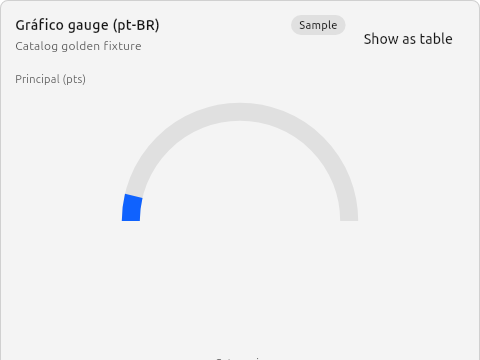 Gráfico gauge (pt-BR)
Sample
Show as table
Catalog golden fixture
Principal (pts)